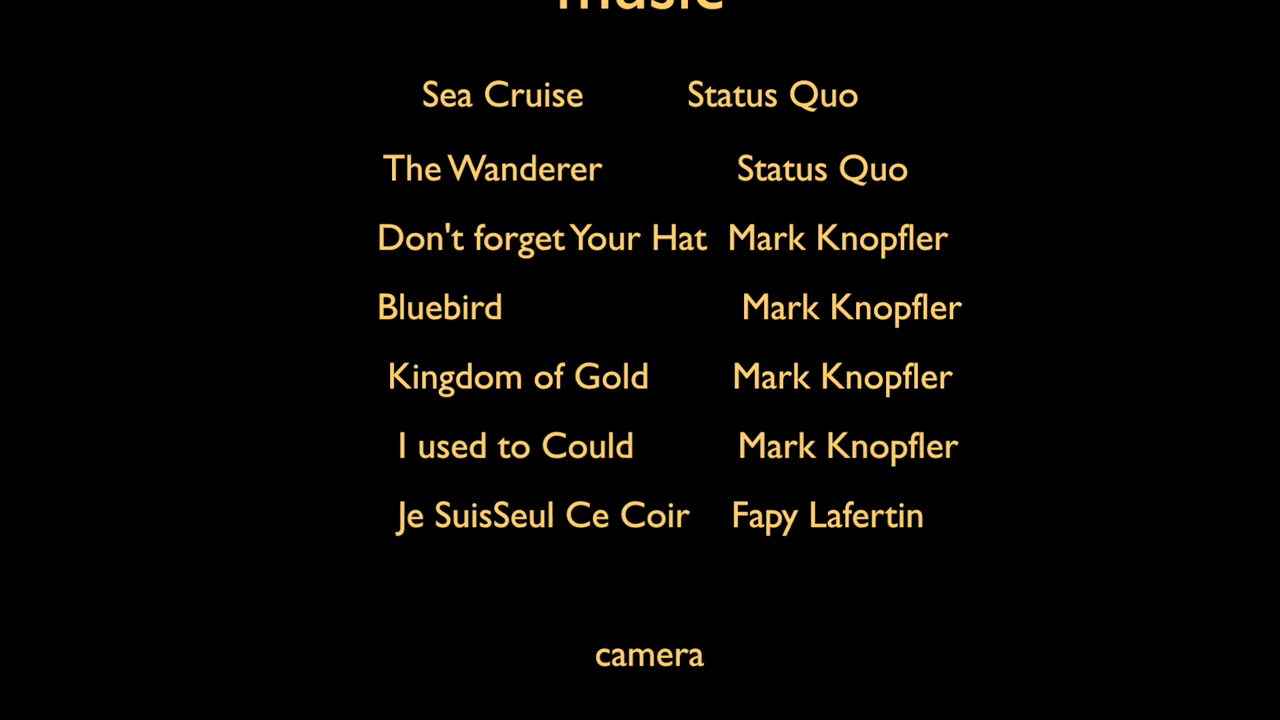 music
Sea Cruise Status Quo
The Wanderer Status Quo
Don't forget Your Hat Mark Knopfler
Bluebird Mark Knopfler
Kingdom of Gold Mark Knopfler
I used to Could Mark Knopfler
Je SuisSeul Ce Coir Fapy Lafertin
camera